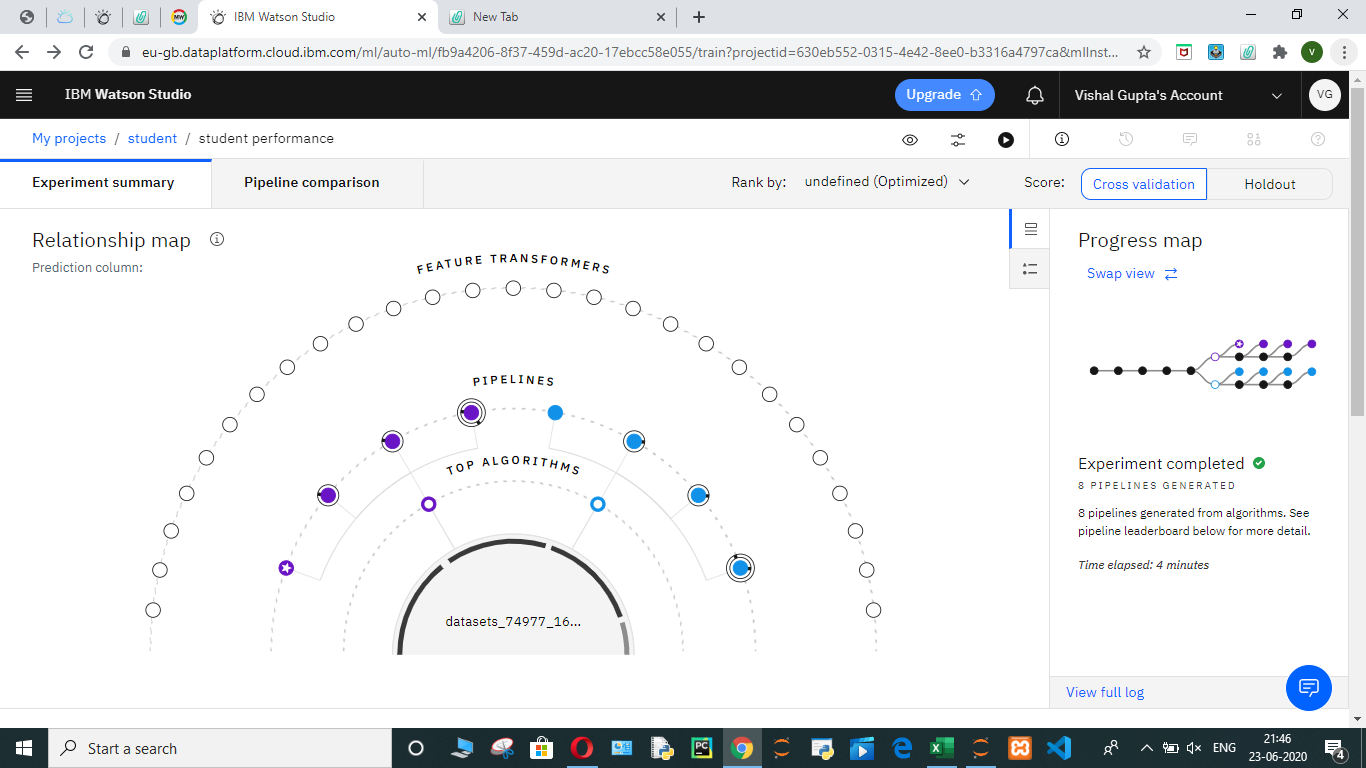 IBM Watson Studio
New Tab
eu-gb.dataplatform.cloud.ibm.com/ml/auto-ml/fb9a4206-8f37-459d-ac20-17ebcc58e055/train?projectid=630eb552-0315-4e42-8ee0-b3316a4797ca&mlInst...
V
IBM Watson Studio
Upgrade
Vishal Gupta's Account
VG
My projects / student / student performance
Experiment summary
Pipeline comparison
Rank by: undefined (Optimized)
Score: Cross validation Holdout
Relationship map
Prediction column:
FEATURE TRANSFORMERS
PIPELINES
TOP ALGORITHMS
datasets_74977_16...
Progress map
Swap view
Experiment completed
8 PIPELINES GENERATED
8 pipelines generated from algorithms. See
pipeline leaderboard below for more detail.
Time elapsed: 4 minutes
View full log
Start a search
ENG
21:46
23-06-2020
4